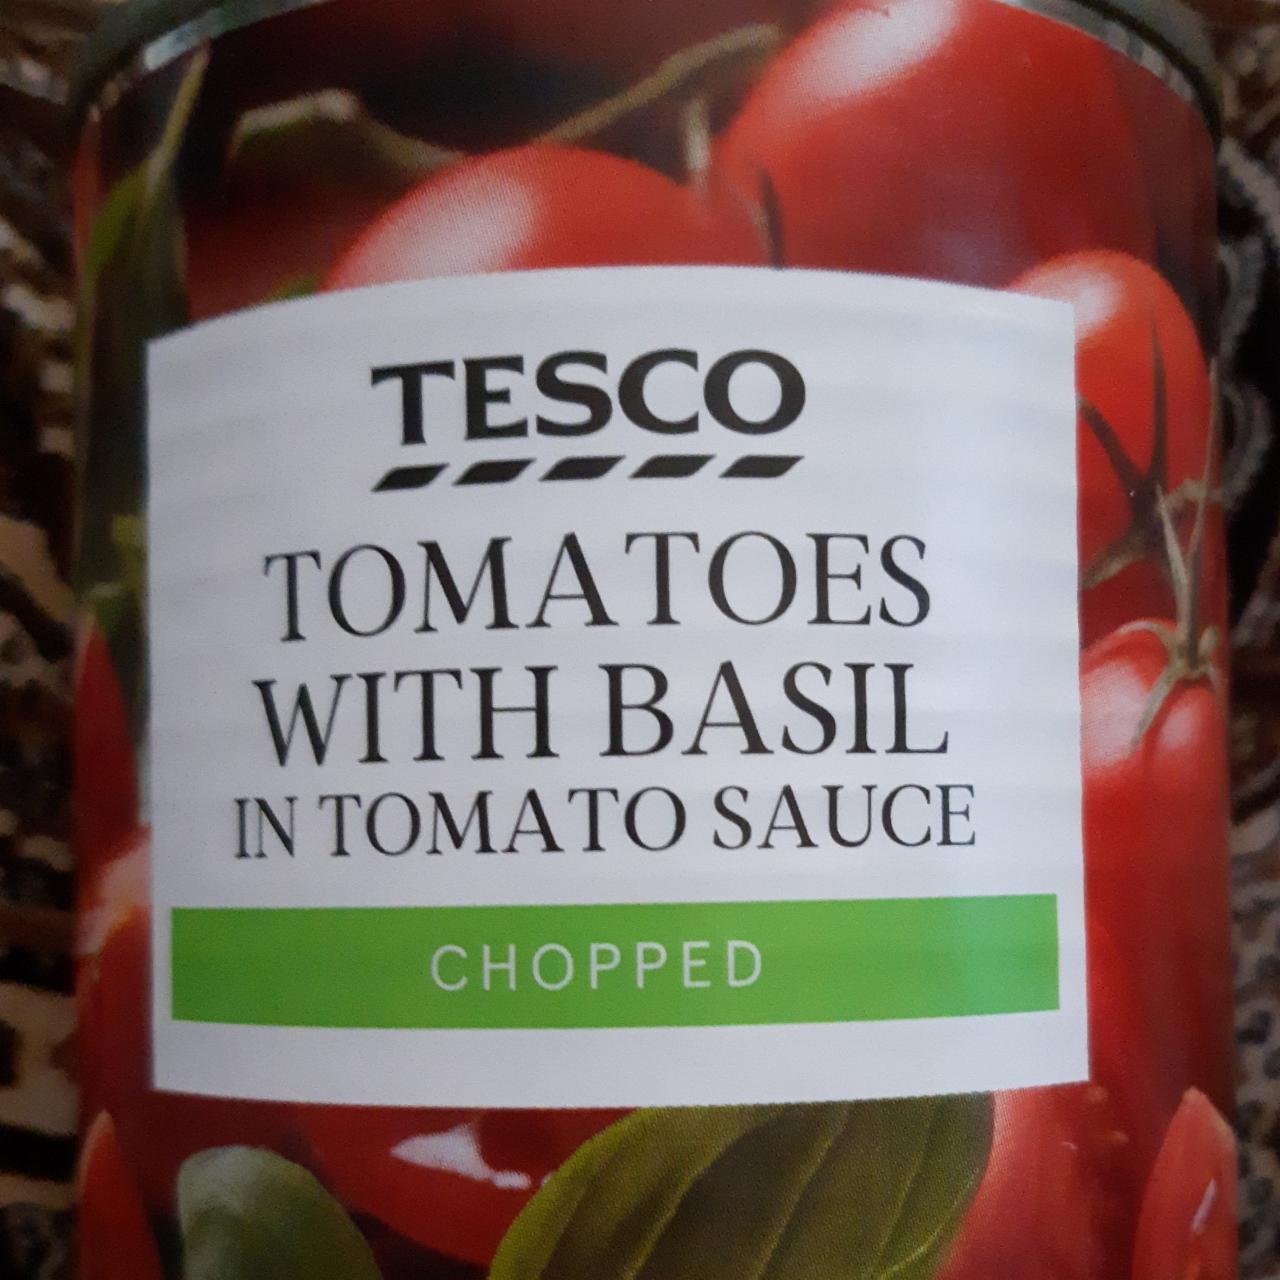 TESCO
TOMATOES
WITH BASIL
IN TOMATO SAUCE
CHOPPED